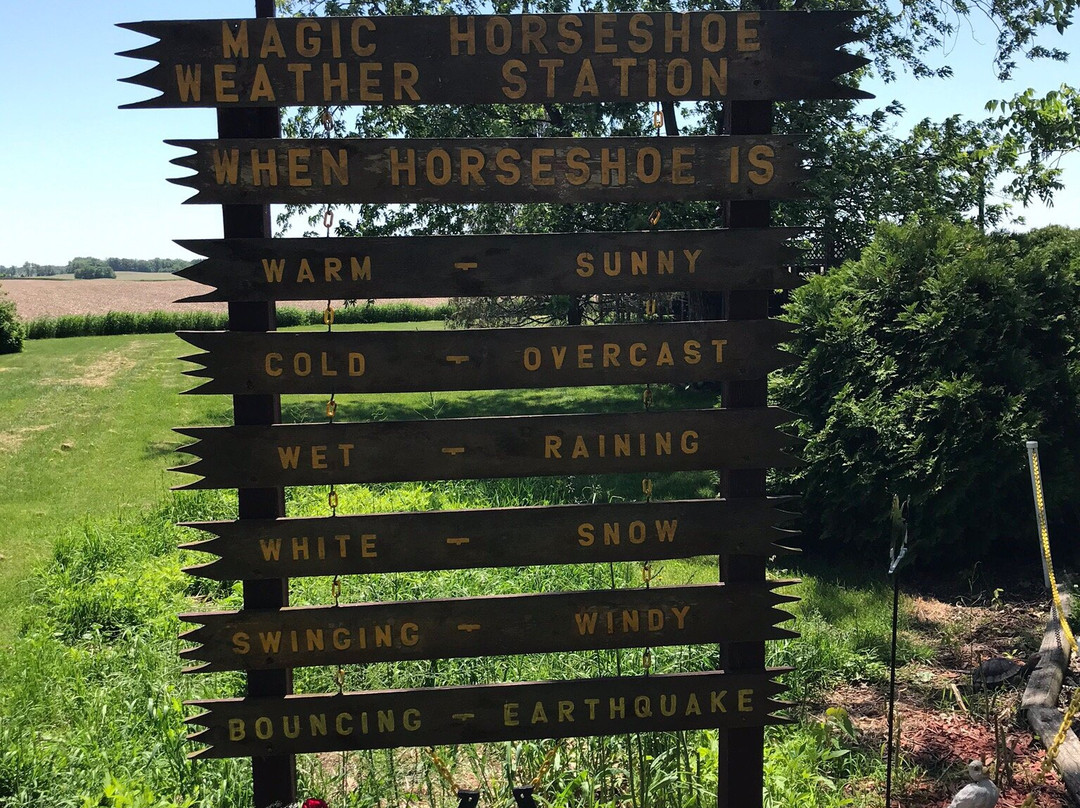 MAGIC HORSESHOE
WEATHER STATION
WHEN HORSESHOE IS
WARM - SUNNY
COLD - OVERCAST
WET - RAINING
WHITE - SNOW
SWINGING - WINDY
BOUNCING - EARTHQUAKE